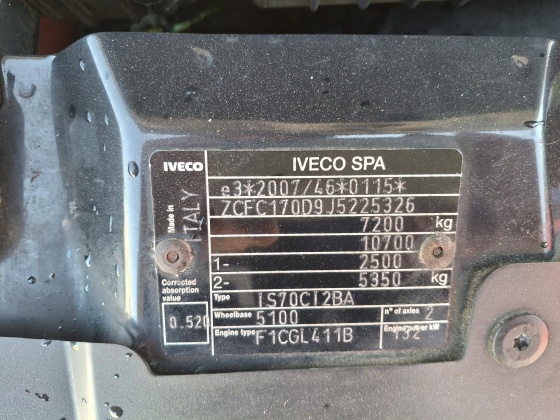 IVECO
IVECO SPA
e3*2007/46*0115*
ZCFC170D9J5225326
7200 kg
10700
1- 2500
2- 5350 kg
Made in
ITALY
Corrected
absorption
value
0.520
Type IS70CI2BA
Wheelbase 5100 n° of axles 2
Engine type F1CGL411B Engine power kW 132